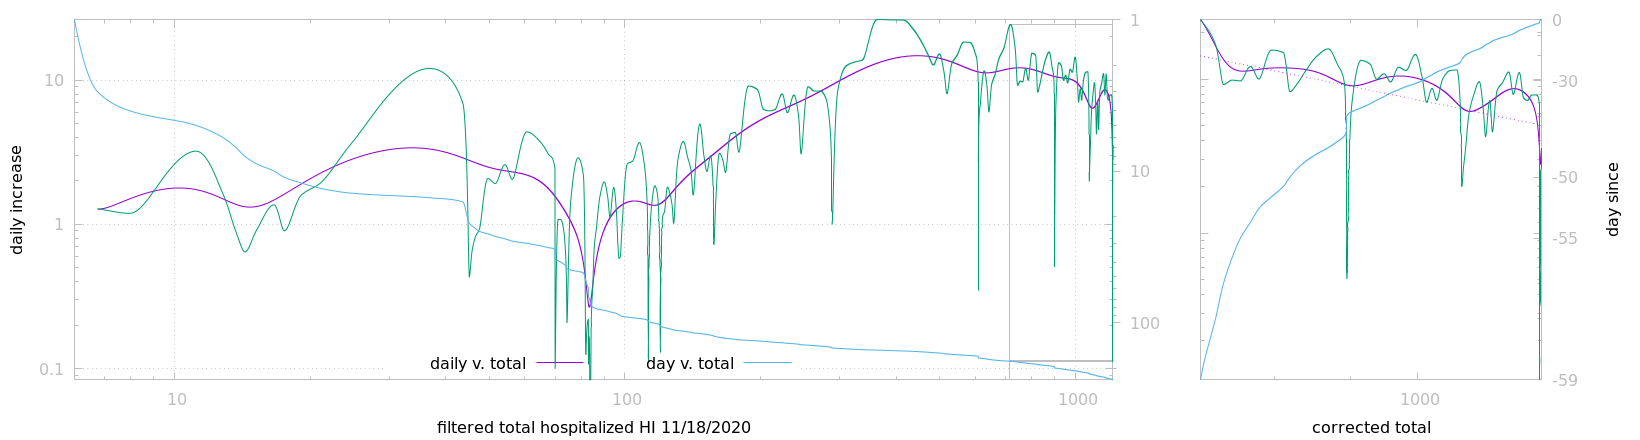 1
0
10
-30
daily increase
10
1
-50
day since
-55
100
daily v. total
day v. total
0.1
-59
10
100
1000
1000
filtered total hospitalized HI 11/18/2020
corrected total